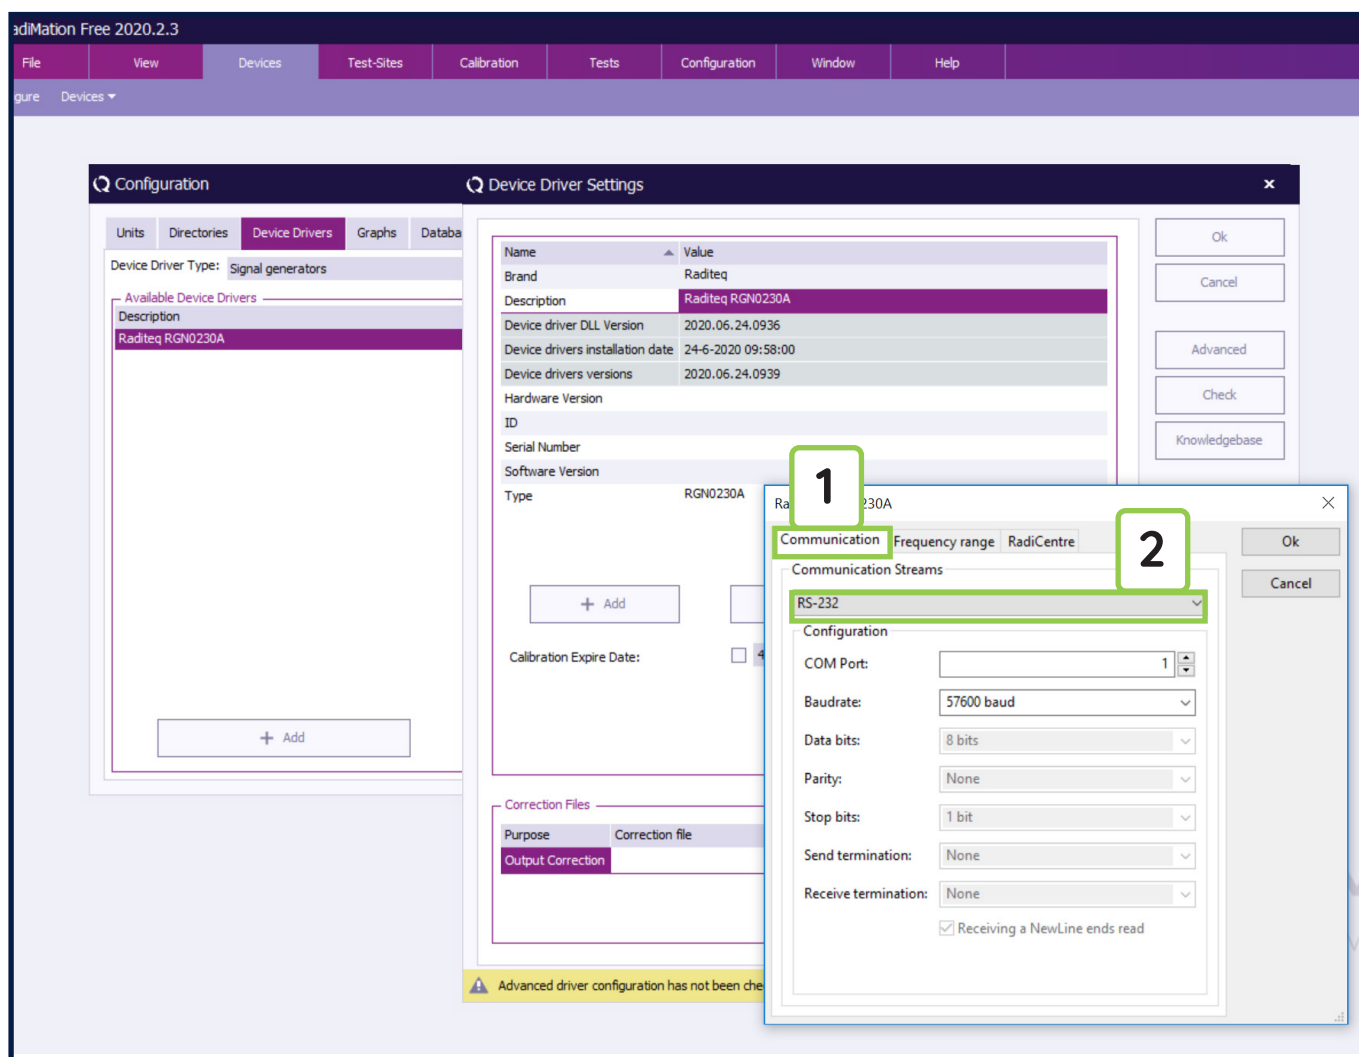 adiMation Free 2020.2.3
File View Devices Test-Sites Calibration Tests Configuration Window Help
gure Devices
Configuration
Units Directories Device Drivers Graphs Databa
Device Driver Type: Signal generators
Available Device Drivers
Description
Raditeq RGN0230A
+ Add
Device Driver Settings
Name Value
Brand Raditeq
Description Raditeq RGN0230A
Device driver DLL Version 2020.06.24.0936
Device drivers installation date 24-6-2020 09:58:00
Device drivers versions 2020.06.24.0939
Hardware Version
ID
Serial Number
Software Version
Type RGN0230A
+ Add
Calibration Expire Date: 4
Correction Files
Purpose Correction file
Output Correction
Advanced driver configuration has not been che
Ok
Cancel
Advanced
Check
Knowledgebase
1
2
Ra 230A
Communication Frequency range RadiCentre
Communication Streams
RS-232
Configuration
COM Port: 1
Baudrate: 57600 baud
Data bits: 8 bits
Parity: None
Stop bits: 1 bit
Send termination: None
Receive termination: None
Receiving a NewLine ends read
Ok
Cancel